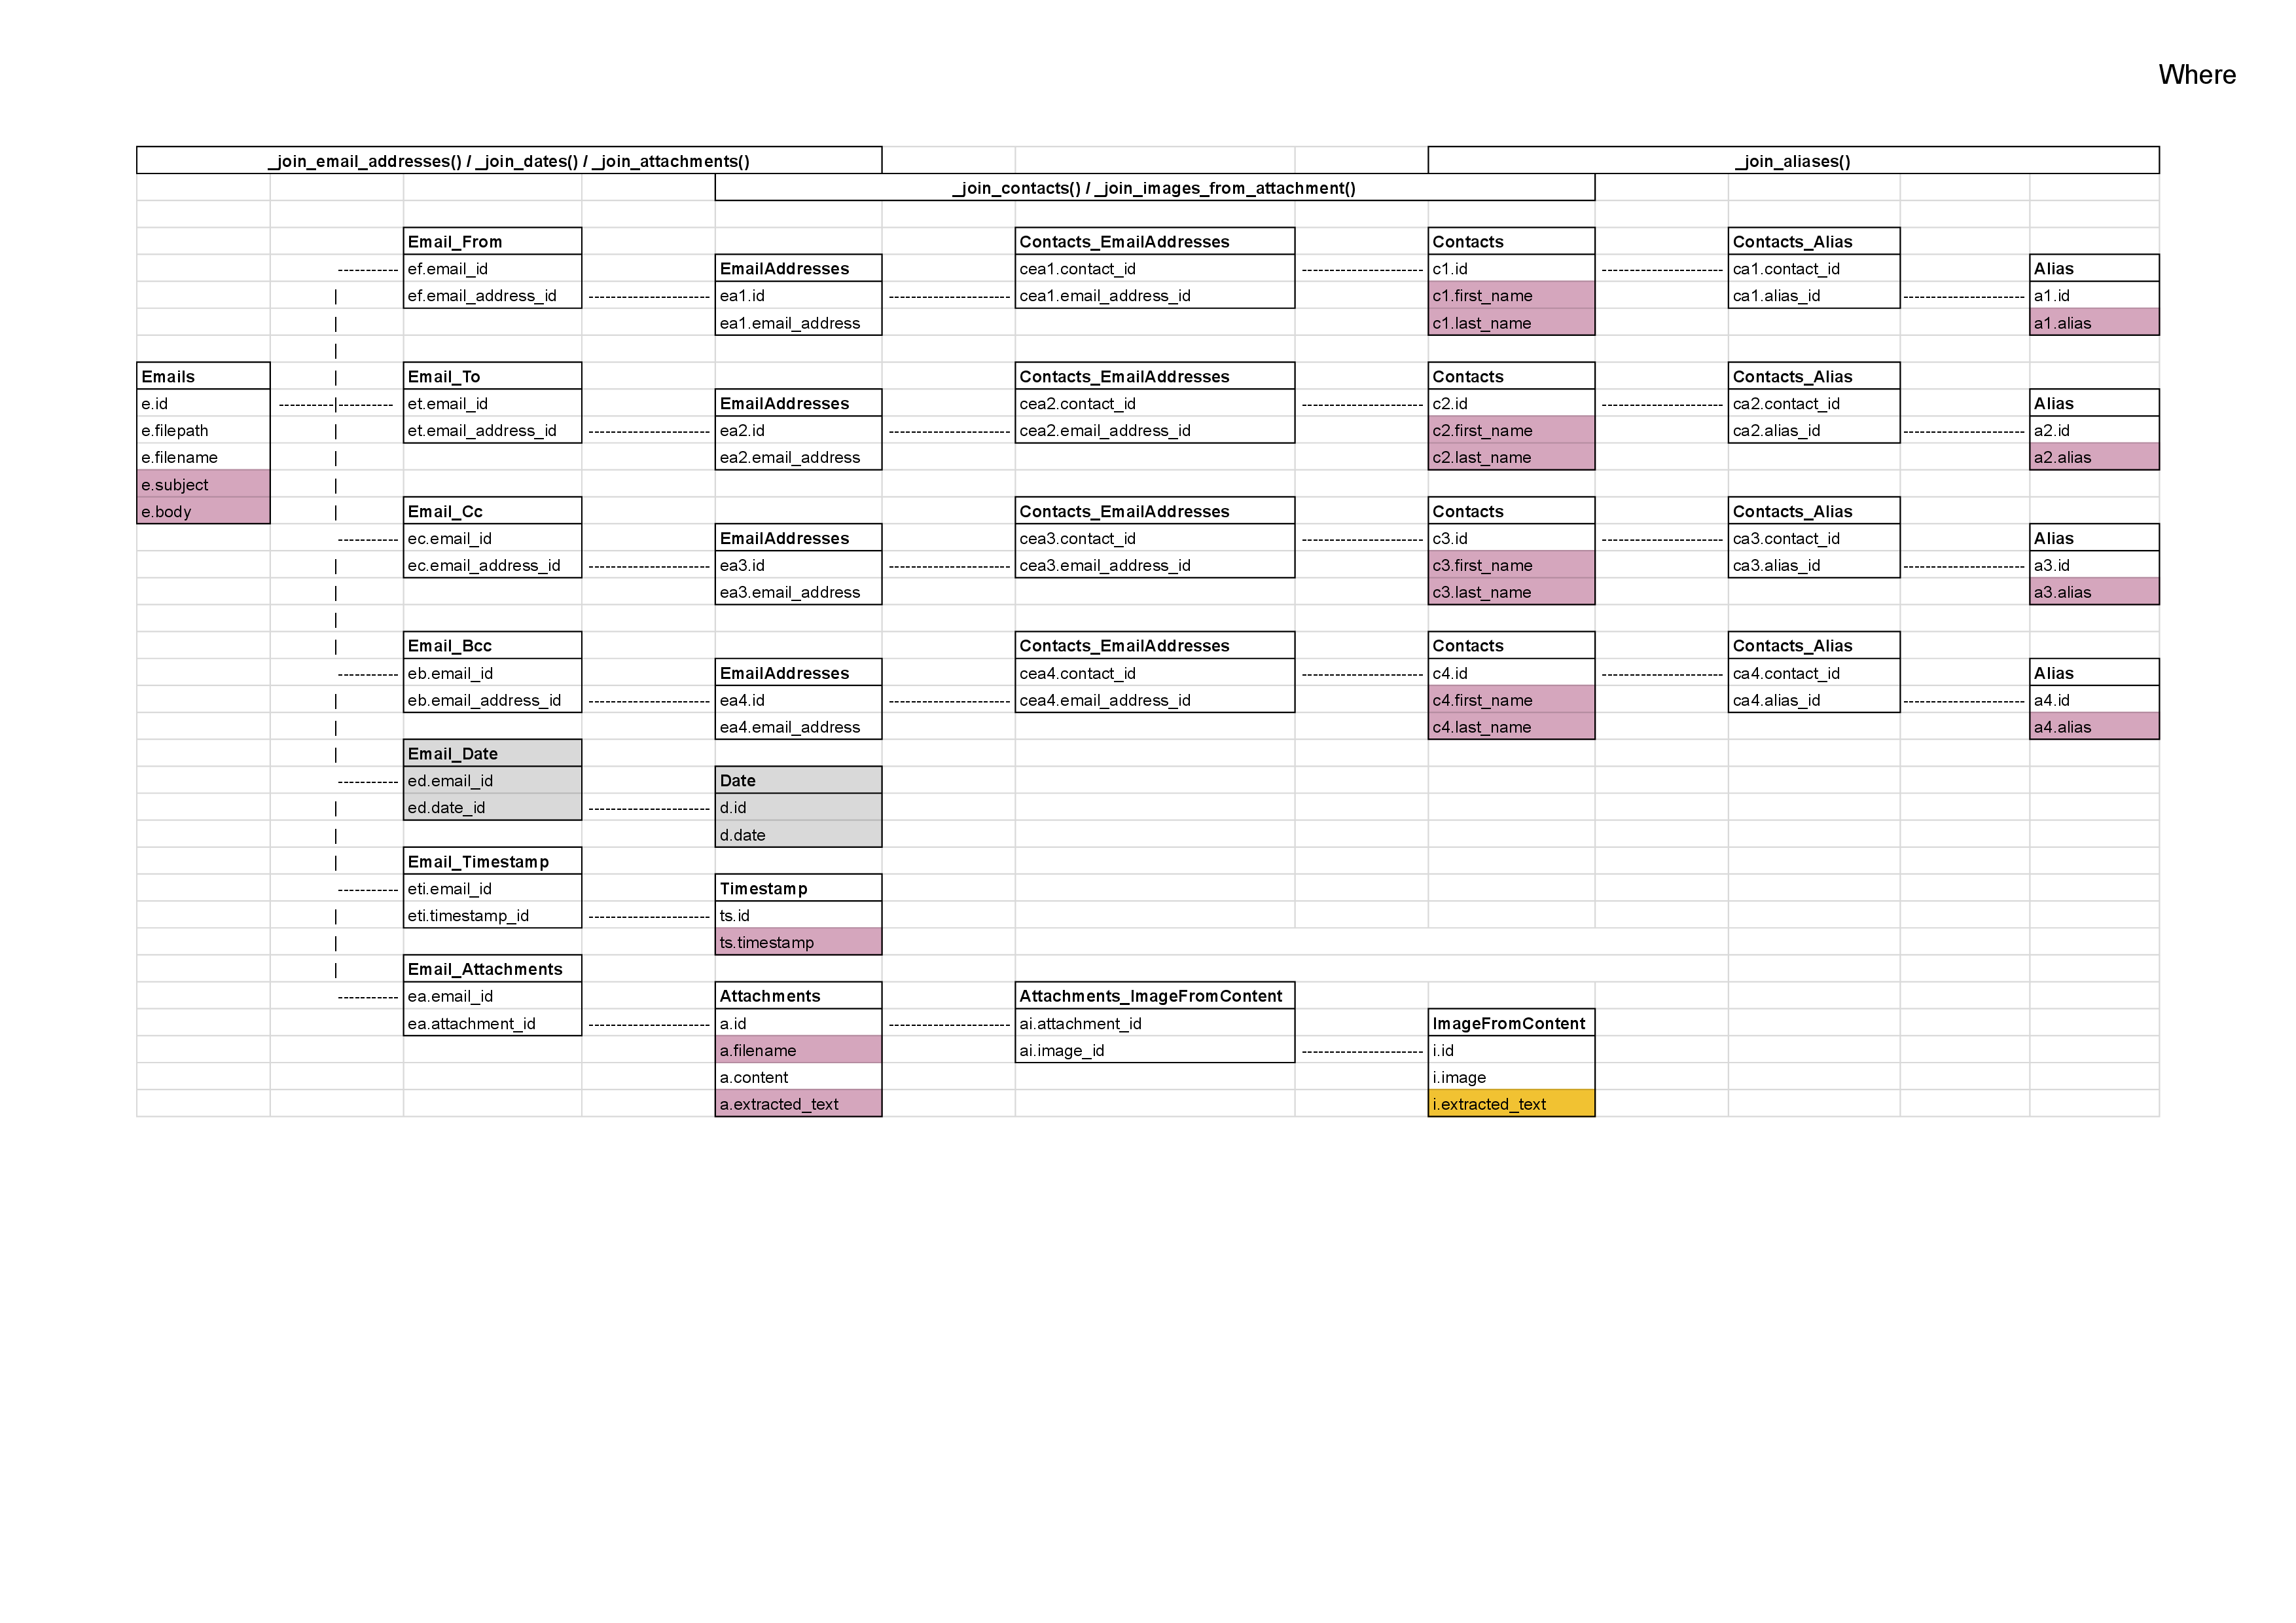 Where
_join_email_addresses() / _join_dates() / _join_attachments()
_join_aliases()
_join_contacts() / _join_images_from_attachment()
Email_From
Contacts_EmailAddresses
Contacts
Contacts_Alias
----------- ef.email_id
EmailAddresses
cea1.contact_id ---------------------- c1.id ---------------------- ca1.contact_id
Alias
ef.email_address_id ---------------------- ea1.id ---------------------- cea1.email_address_id
c1.first_name
ca1.alias_id ---------------------- a1.id
ea1.email_address
c1.last_name
a1.alias
Emails
Email_To
Contacts_EmailAddresses
Contacts
Contacts_Alias
e.id ----------|---------- et.email_id
EmailAddresses
cea2.contact_id ---------------------- c2.id ---------------------- ca2.contact_id
Alias
e.filepath
et.email_address_id ---------------------- ea2.id ---------------------- cea2.email_address_id
c2.first_name
ca2.alias_id ---------------------- a2.id
e.filename
ea2.email_address
c2.last_name
a2.alias
e.subject
e.body
Email_Cc
Contacts_EmailAddresses
Contacts
Contacts_Alias
----------- ec.email_id
EmailAddresses
cea3.contact_id ---------------------- c3.id ---------------------- ca3.contact_id
Alias
ec.email_address_id ---------------------- ea3.id ---------------------- cea3.email_address_id
c3.first_name
ca3.alias_id ---------------------- a3.id
ea3.email_address
c3.last_name
a3.alias
Email_Bcc
Contacts_EmailAddresses
Contacts
Contacts_Alias
----------- eb.email_id
EmailAddresses
cea4.contact_id ---------------------- c4.id ---------------------- ca4.contact_id
Alias
eb.email_address_id ---------------------- ea4.id ---------------------- cea4.email_address_id
c4.first_name
ca4.alias_id ---------------------- a4.id
ea4.email_address
c4.last_name
a4.alias
Email_Date
----------- ed.email_id
Date
ed.date_id ---------------------- d.id
d.date
Email_Timestamp
----------- eti.email_id
Timestamp
eti.timestamp_id ---------------------- ts.id
ts.timestamp
Email_Attachments
----------- ea.email_id
Attachments
Attachments_ImageFromContent
ea.attachment_id ---------------------- a.id ---------------------- ai.attachment_id
ImageFromContent
a.filename
ai.image_id ---------------------- i.id
a.content
i.image
a.extracted_text
i.extracted_text